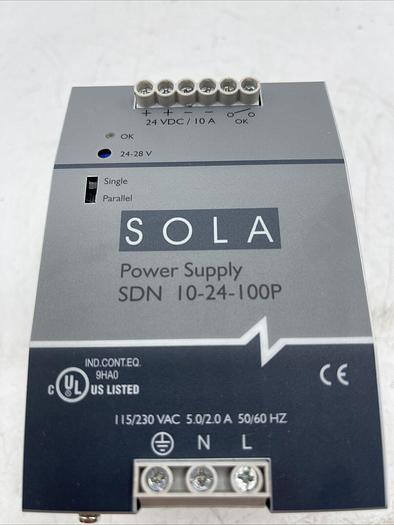 + + − −
24 VDC / 10 A OK
OK
24-28 V
Single
Parallel
SOLA
Power Supply
SDN 10-24-100P
IND.CONT.EQ.
9HA0
C UL US LISTED
CE
115/230 VAC 5.0/2.0 A 50/60 HZ
N L